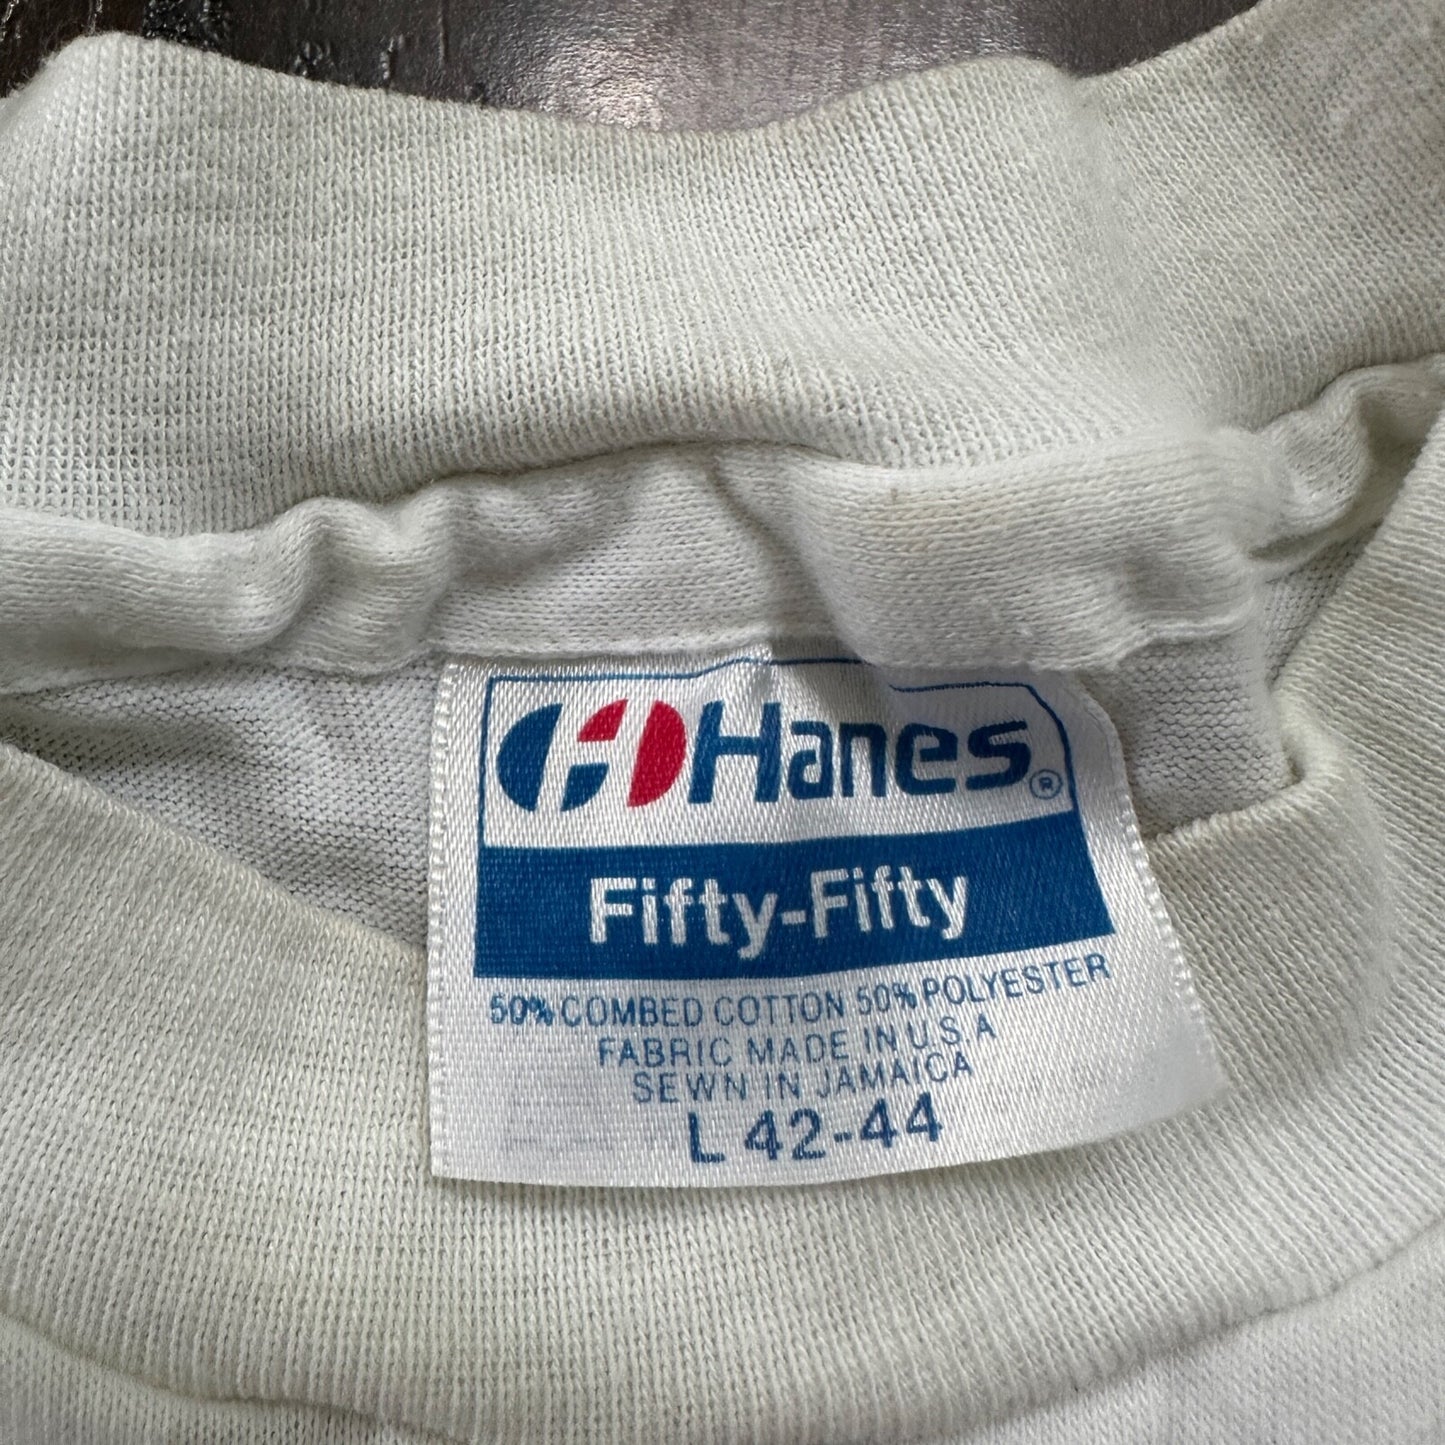 Hanes®
Fifty-Fifty
50% COMBED COTTON 50% POLYESTER
FABRIC MADE IN U.S.A
SEWN IN JAMAICA
L 42-44